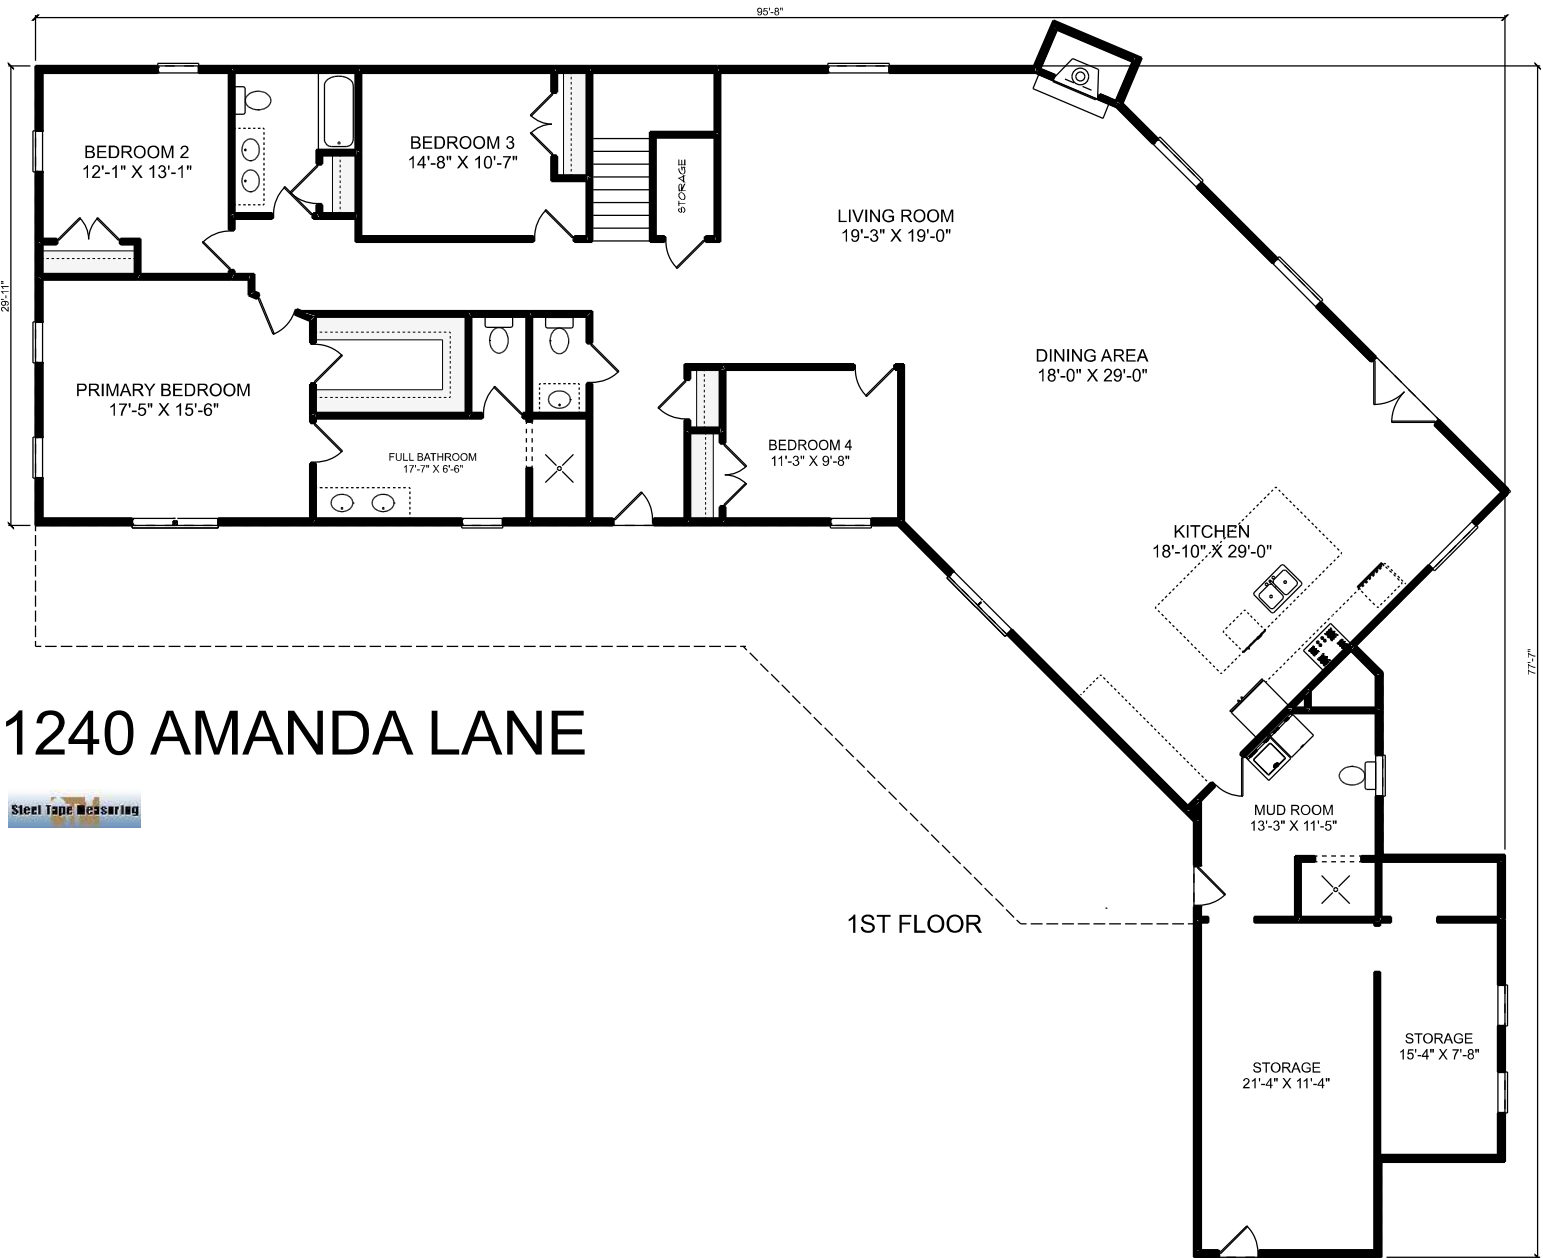 95'-8"
BEDROOM 2
12'-1" X 13'-1"
BEDROOM 3
14'-8" X 10'-7"
STORAGE
LIVING ROOM
19'-3" X 19'-0"
29'-11"
PRIMARY BEDROOM
17'-5" X 15'-6"
DINING AREA
18'-0" X 29'-0"
FULL BATHROOM
17'-7" X 6'-6"
BEDROOM 4
11'-3" X 9'-8"
KITCHEN
18'-10" X 29'-0"
77'-7"
1240 AMANDA LANE
Steel Tape Measuring
STM
MUD ROOM
13'-3" X 11'-5"
1ST FLOOR
STORAGE
15'-4" X 7'-8"
STORAGE
21'-4" X 11'-4"